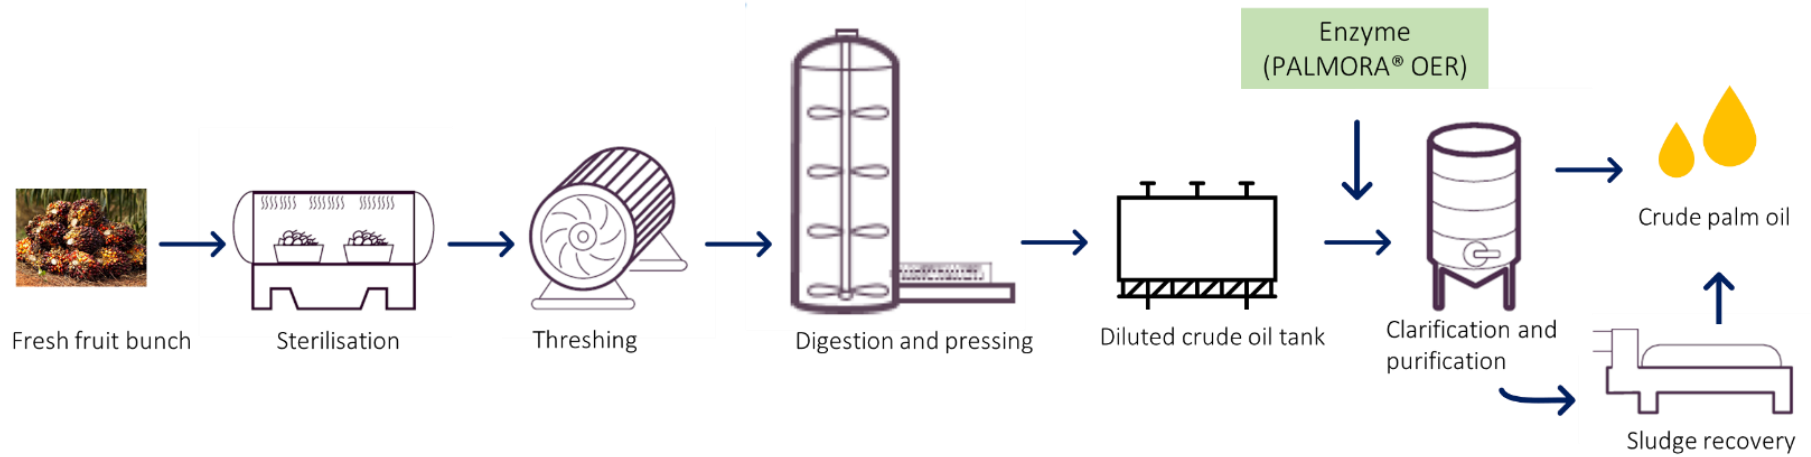 Enzyme
(PALMORA® OER)
Crude palm oil
Fresh fruit bunch
Sterilisation
Threshing
Digestion and pressing
Diluted crude oil tank
Clarification and
purification
Sludge recovery